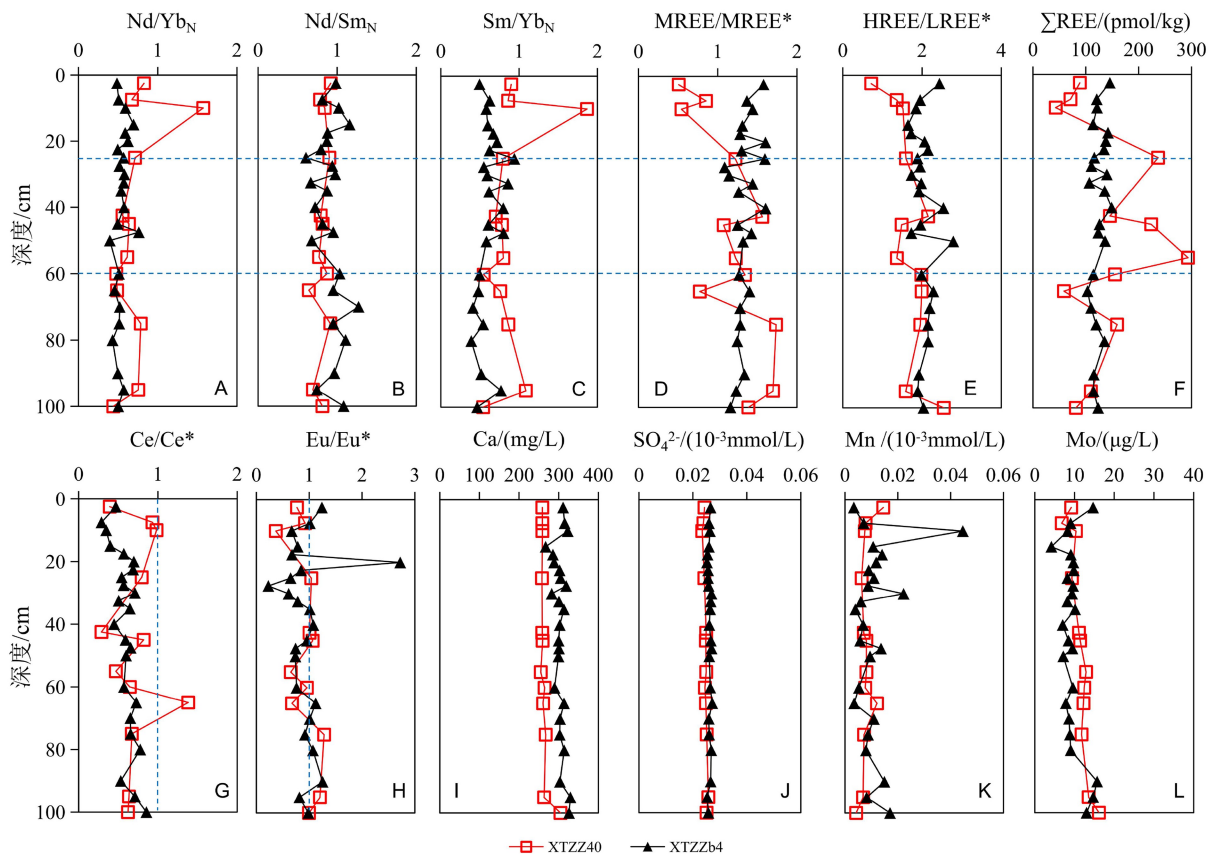 Nd/Yb_N Nd/Sm_N Sm/Yb_N MREE/MREE* HREE/LREE* ∑REE/(pmol/kg)
0 1 2 0 1 2 0 1 2 0 1 2 0 2 4 0 100 200 300
0
20
40
60
80
100
深度/cm
A B C D E F
Ce/Ce* Eu/Eu* Ca/(mg/L) SO₄²⁻/(10⁻³mmol/L) Mn /(10⁻³mmol/L) Mo/(μg/L)
0 1 2 0 1 2 3 0 100 200 300 400 0 0.02 0.04 0.06 0 0.02 0.04 0.06 0 10 20 30 40
0
20
40
60
80
100
深度/cm
G H I J K L
XTZZ40 XTZZb4